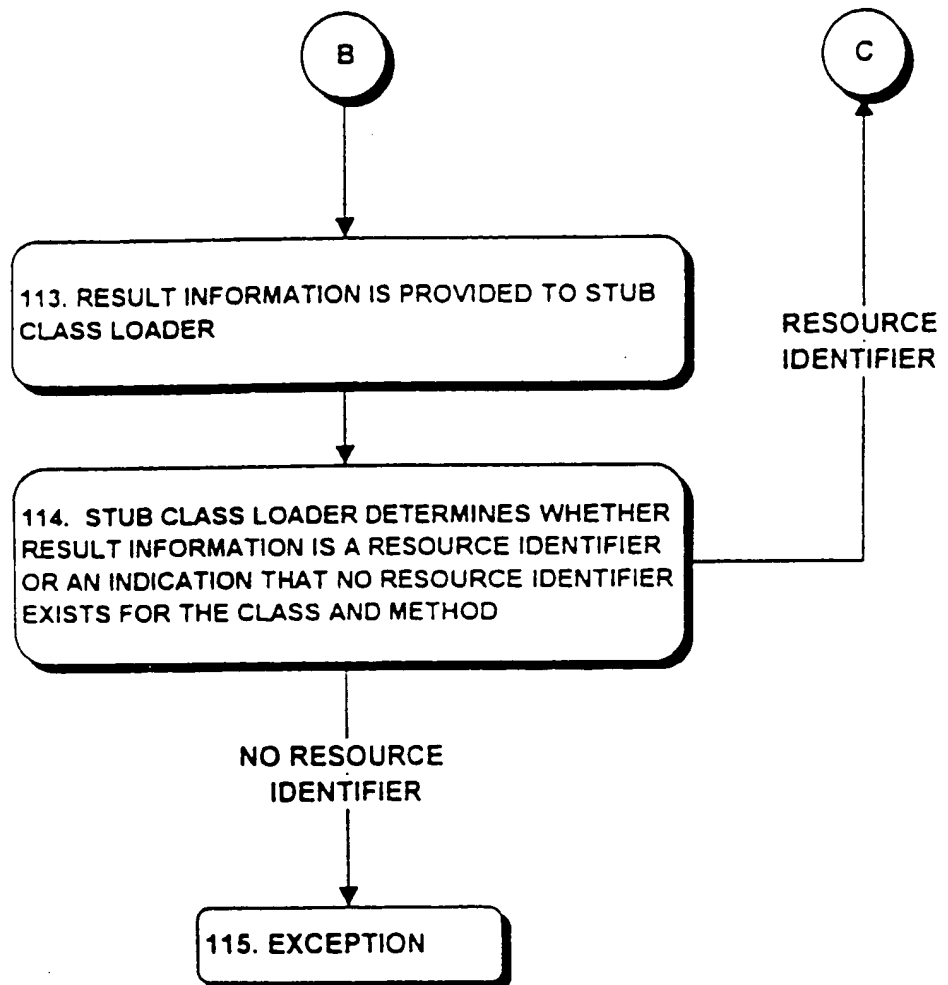 B
C
113. RESULT INFORMATION IS PROVIDED TO STUB
CLASS LOADER
RESOURCE
IDENTIFIER
114. STUB CLASS LOADER DETERMINES WHETHER
RESULT INFORMATION IS A RESOURCE IDENTIFIER
OR AN INDICATION THAT NO RESOURCE IDENTIFIER
EXISTS FOR THE CLASS AND METHOD
NO RESOURCE
IDENTIFIER
115. EXCEPTION